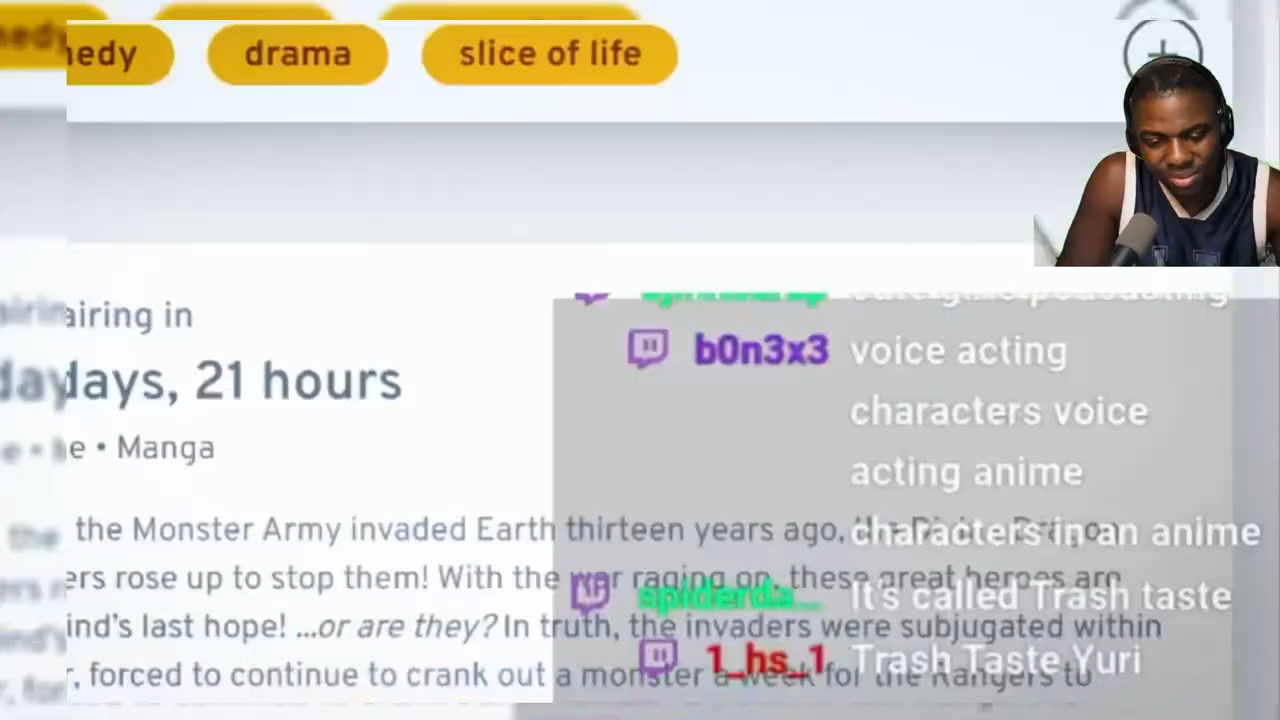 edy
drama
slice of life
airing in
days, 21 hours
e • Manga
the Monster Army invaded Earth thirteen years ago,
ers rose up to stop them! With the war raging on, these great heroes are
ind's last hope! ...or are they? In truth, the invaders were subjugated within
r, forced to continue to crank out a monster a week for the Rangers to
b0n3x3 voice acting
characters voice
acting anime
characters in an anime
spiderda... It's called Trash taste
1_hs_1 Trash Taste Yuri